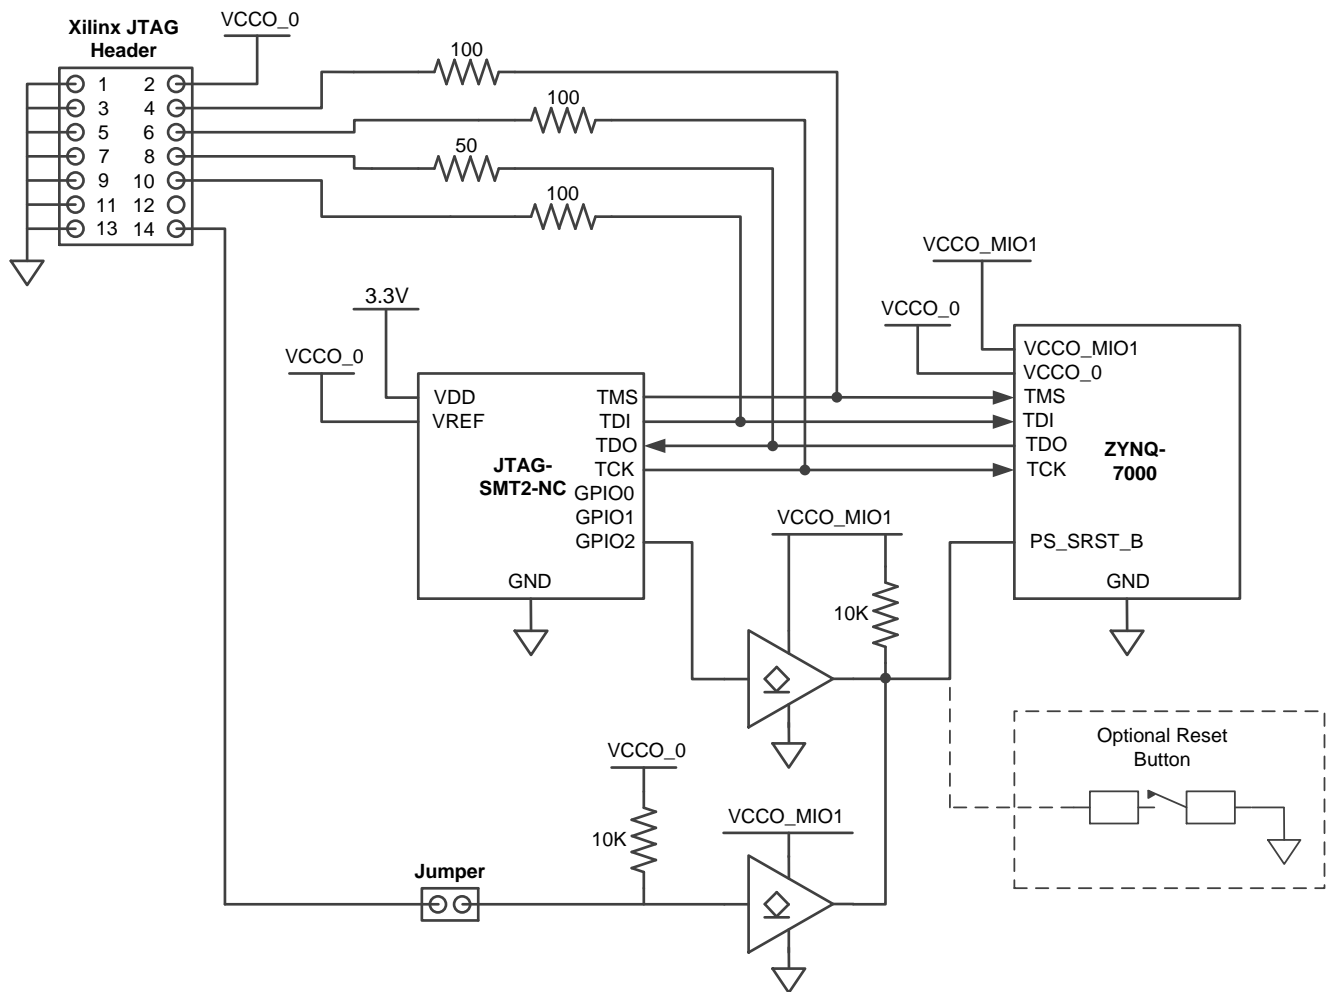 Xilinx JTAG
Header
VCCO_0
1 2
3 4
5 6
7 8
9 10
11 12
13 14
100
100
50
100
VCCO_MIO1
VCCO_0
3.3V
VCCO_0
VDD
VREF
TMS
TDI
TDO
TCK
GPIO0
GPIO1
GPIO2
JTAG-
SMT2-NC
GND
VCCO_MIO1
VCCO_0
TMS
TDI
TDO
TCK
ZYNQ-
7000
PS_SRST_B
GND
VCCO_MIO1
10K
VCCO_0
10K
VCCO_MIO1
Jumper
Optional Reset
Button